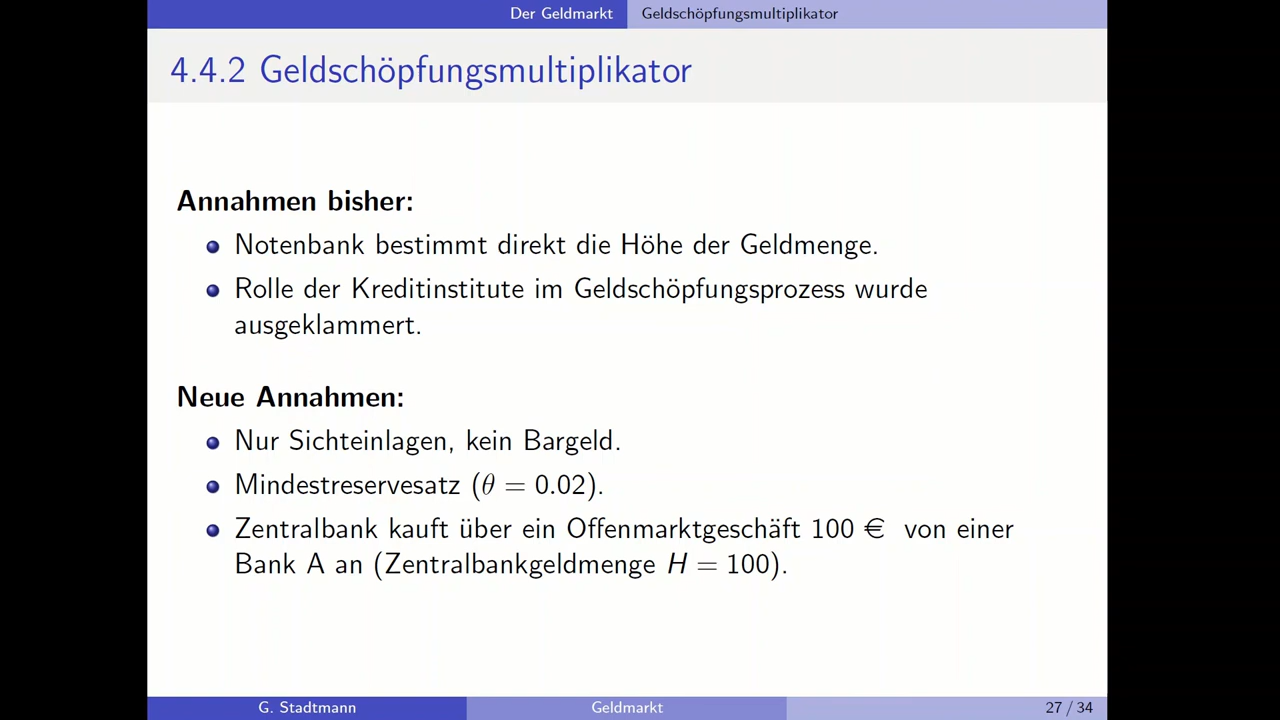 Der Geldmarkt Geldschöpfungsmultiplikator
4.4.2 Geldschöpfungsmultiplikator
Annahmen bisher:
Notenbank bestimmt direkt die Höhe der Geldmenge.
Rolle der Kreditinstitute im Geldschöpfungsprozess wurde
ausgeklammert.
Neue Annahmen:
Nur Sichteinlagen, kein Bargeld.
Mindestreservesatz (θ = 0.02).
Zentralbank kauft über ein Offenmarktgeschäft 100 € von einer
Bank A an (Zentralbankgeldmenge H = 100).
G. Stadtmann Geldmarkt 27 / 34